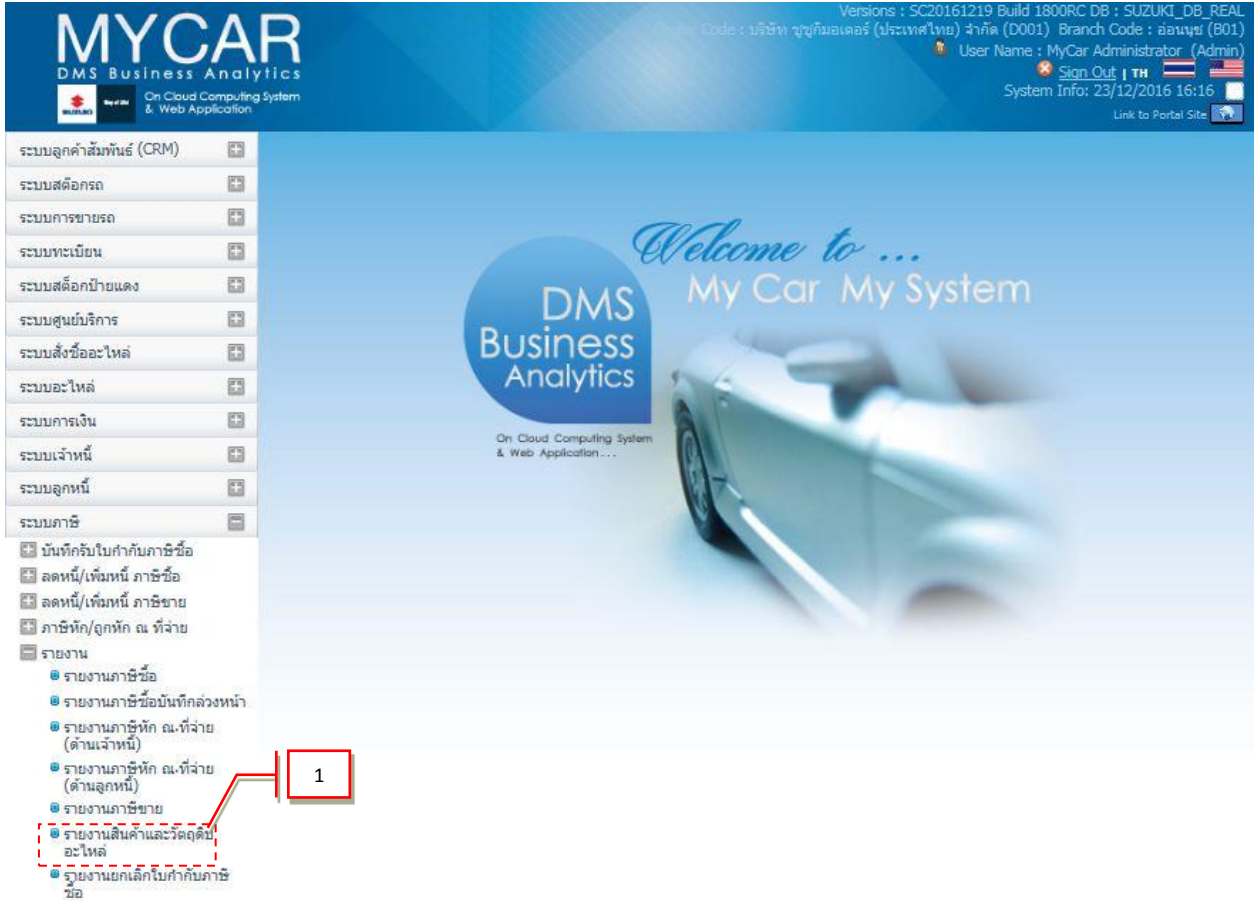 MYCAR
DMS Business Analytics
On Cloud Computing System
& Web Application
SUZUKI
Way of Life!
Versions : SC20161219 Build 1800RC DB : SUZUKI_DB_REAL
Code : บริษัท ซูซูกิมอเตอร์ (ประเทศไทย) จำกัด (D001) Branch Code : อ่อนนุช (B01)
User Name : MyCar Administrator (Admin)
Sign Out | TH
System Info: 23/12/2016 16:16
Link to Portal Site
ระบบลูกค้าสัมพันธ์ (CRM)
ระบบสต๊อกรถ
ระบบการขายรถ
ระบบทะเบียน
ระบบสต็อกป้ายแดง
ระบบศูนย์บริการ
ระบบสั่งซื้ออะไหล่
ระบบอะไหล่
ระบบการเงิน
ระบบเจ้าหนี้
ระบบลูกหนี้
ระบบภาษี
บันทึกรับใบกำกับภาษีซื้อ
ลดหนี้/เพิ่มหนี้ ภาษีซื้อ
ลดหนี้/เพิ่มหนี้ ภาษีขาย
ภาษีหัก/ถูกหัก ณ ที่จ่าย
รายงาน
รายงานภาษีซื้อ
รายงานภาษีซื้อบันทึกล่วงหน้า
รายงานภาษีหัก ณ.ที่จ่าย
(ด้านเจ้าหนี้)
รายงานภาษีหัก ณ.ที่จ่าย
(ด้านลูกหนี้)
รายงานภาษีขาย
รายงานสินค้าและวัตถุดิบ
อะไหล่
รายงานยกเลิกใบกำกับภาษี
ซื้อ
1
Welcome to ...
My Car My System
DMS
Business
Analytics
On Cloud Computing System
& Web Application . . .